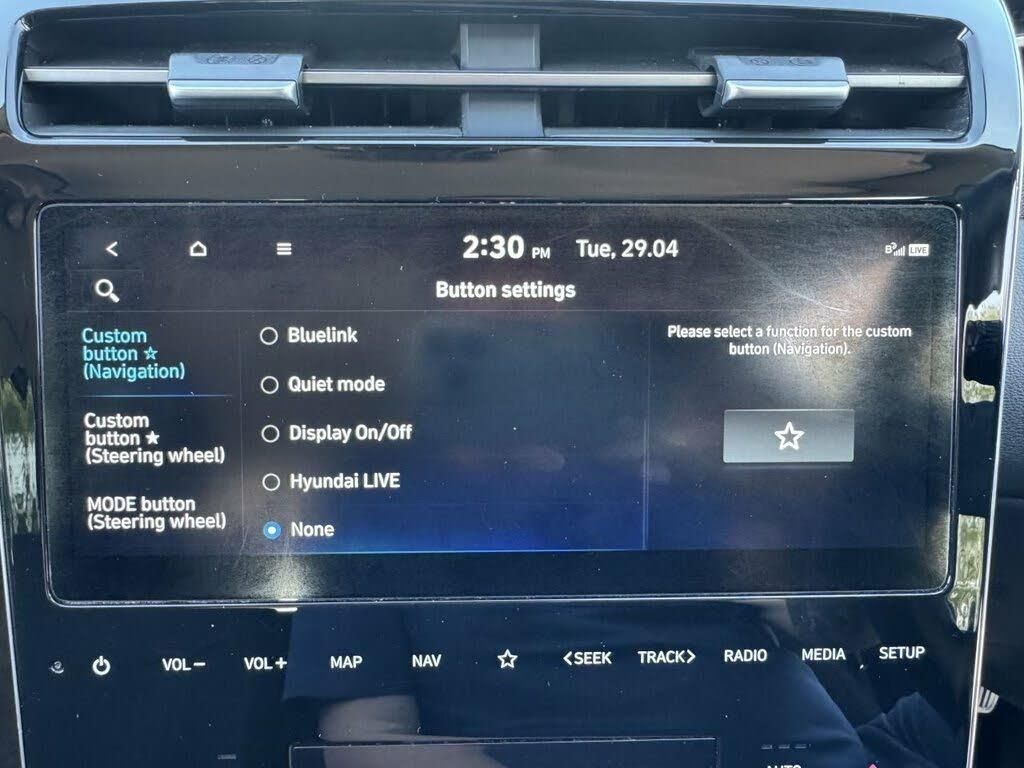 2:30 PM Tue, 29.04
LIVE
Button settings
Custom
button ☆
(Navigation)
Custom
button ★
(Steering wheel)
MODE button
(Steering wheel)
Bluelink
Quiet mode
Display On/Off
Hyundai LIVE
None
Please select a function for the custom
button (Navigation).
VOL− VOL+ MAP NAV ☆ <SEEK TRACK> RADIO MEDIA SETUP
AUTO